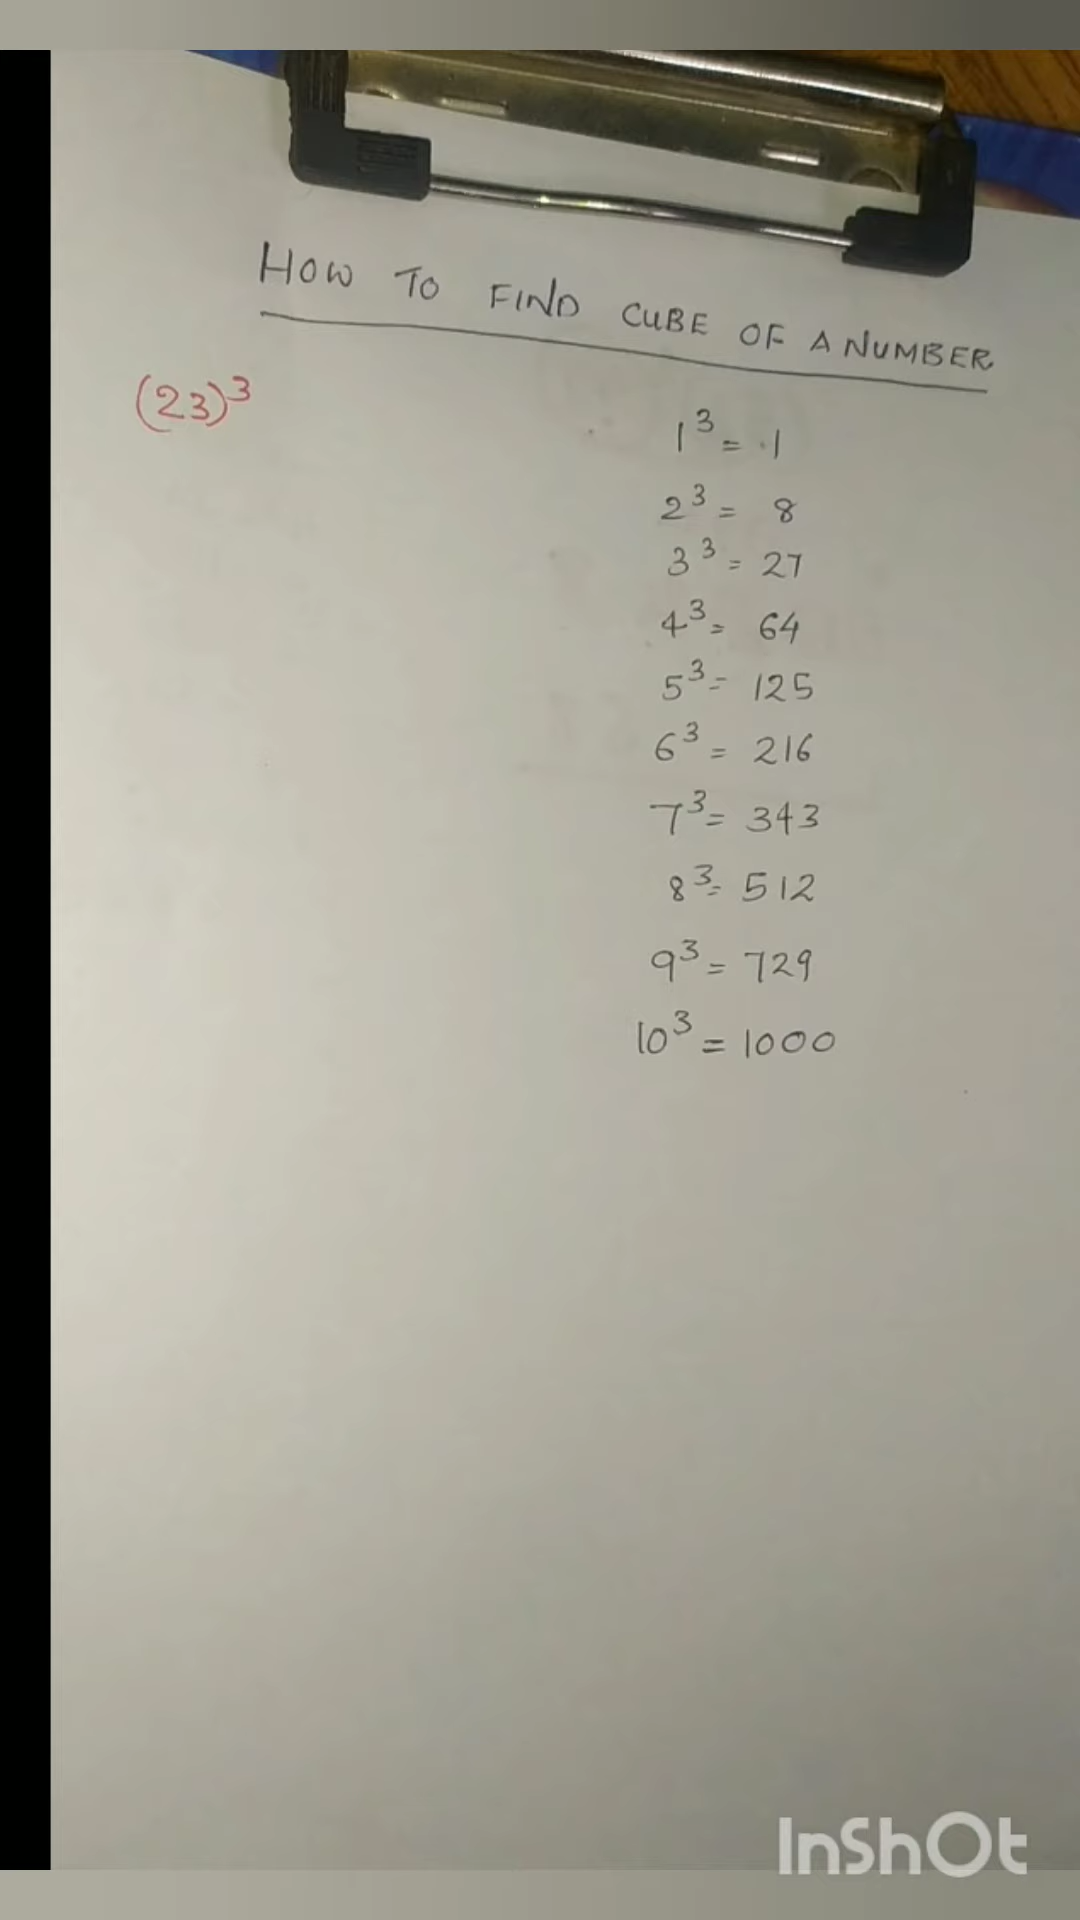 HOW TO FIND CUBE OF A NUMBER
(23)³
1³ = 1
2³ = 8
3³ = 27
4³ = 64
5³ = 125
6³ = 216
7³ = 343
8³ = 512
9³ = 729
10³ = 1000
InShOt